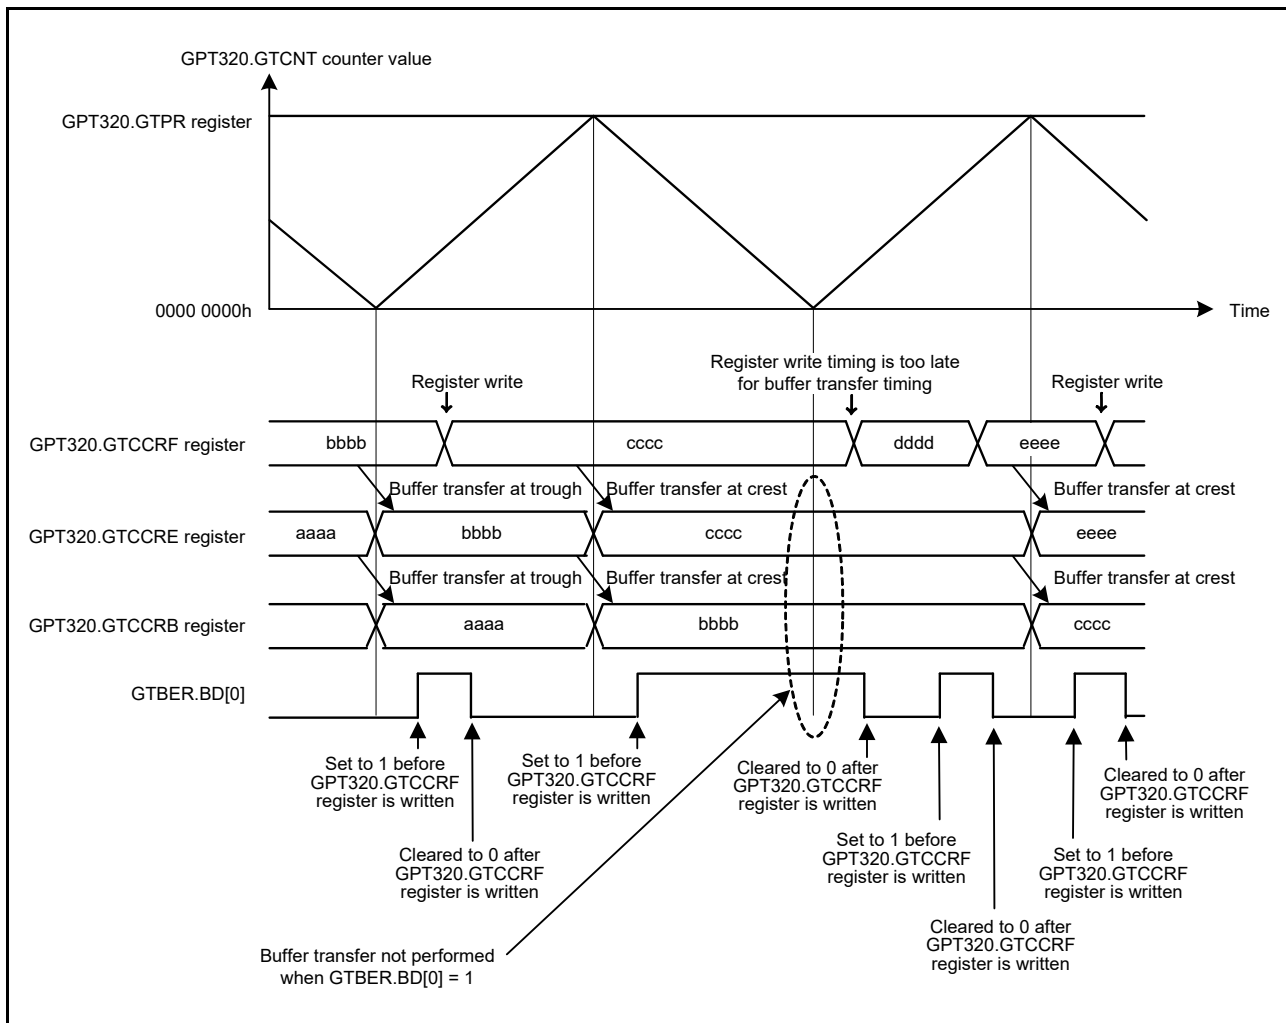 GPT320.GTCNT counter value
GPT320.GTPR register
0000 0000h
Time
Register write
Register write timing is too late
for buffer transfer timing
Register write
GPT320.GTCCRF register
bbbb
cccc
dddd
eeee
Buffer transfer at trough
Buffer transfer at crest
Buffer transfer at crest
GPT320.GTCCRE register
aaaa
bbbb
cccc
eeee
Buffer transfer at trough
Buffer transfer at crest
Buffer transfer at crest
GPT320.GTCCRB register
aaaa
bbbb
cccc
GTBER.BD[0]
Set to 1 before
GPT320.GTCCRF
register is written
Cleared to 0 after
GPT320.GTCCRF
register is written
Set to 1 before
GPT320.GTCCRF
register is written
Cleared to 0 after
GPT320.GTCCRF
register is written
Set to 1 before
GPT320.GTCCRF
register is written
Cleared to 0 after
GPT320.GTCCRF
register is written
Set to 1 before
GPT320.GTCCRF
register is written
Cleared to 0 after
GPT320.GTCCRF
register is written
Buffer transfer not performed
when GTBER.BD[0] = 1